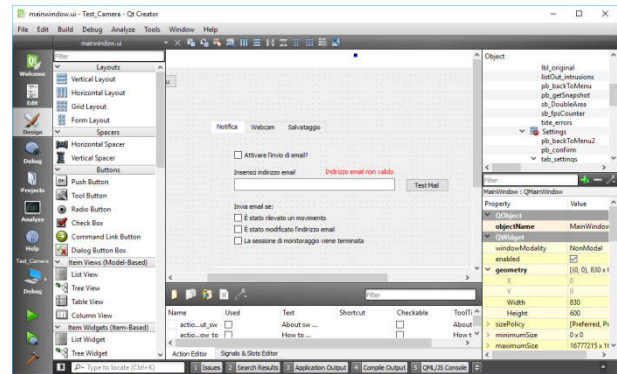 mainwindow.ui - Test_Camera - Qt Creator
File Edit Build Debug Analyze Tools Window Help
mainwindow.ui
Welcome
Edit
Design
Debug
Projects
Analyze
Help
Test_Camera
Debug
Filter
Layouts
Vertical Layout
Horizontal Layout
Grid Layout
Form Layout
Spacers
Horizontal Spacer
Vertical Spacer
Buttons
Push Button
Tool Button
Radio Button
Check Box
Command Link Button
Dialog Button Box
Item Views (Model-Based)
List View
Tree View
Table View
Column View
Item Widgets (Item-Based)
List Widget
Tree Widget
Notifica Webcam Salvataggio
Attivare l'invio di email?
Inserisci indirizzo email Indirizzo email non valido
Test Mail
Invia email se:
È stato rilevato un movimento
È stato modificato l'indirizzo email
La sessione di monitoraggio viene terminata
Filter
Name Used Text Shortcut Checkable ToolTi
actio...ut_sw About sw ... About
actio...ow to How to ... How t
Action Editor Signals & Slots Editor
Object
lbl_original
listOut_intrusions
pb_backToMenu
pb_getSnapshot
sb_DoubleArea
sb_fpsCounter
txte_errors
Settings
pb_backToMenu2
pb_confirm
tab_settings
Filter
MainWindow : QMainWindow
Property Value
QObject
objectName MainWindow
QWidget
windowModality NonModal
enabled
geometry [(0, 0), 830 x 6
X 0
Y 0
Width 830
Height 600
sizePolicy [Preferred, Pr
minimumSize 0 x 0
maximumSize 16777215 x 16
Type to locate (Ctrl+K)
1 Issues 2 Search Results 3 Application Output 4 Compile Output 5 QML/JS Console